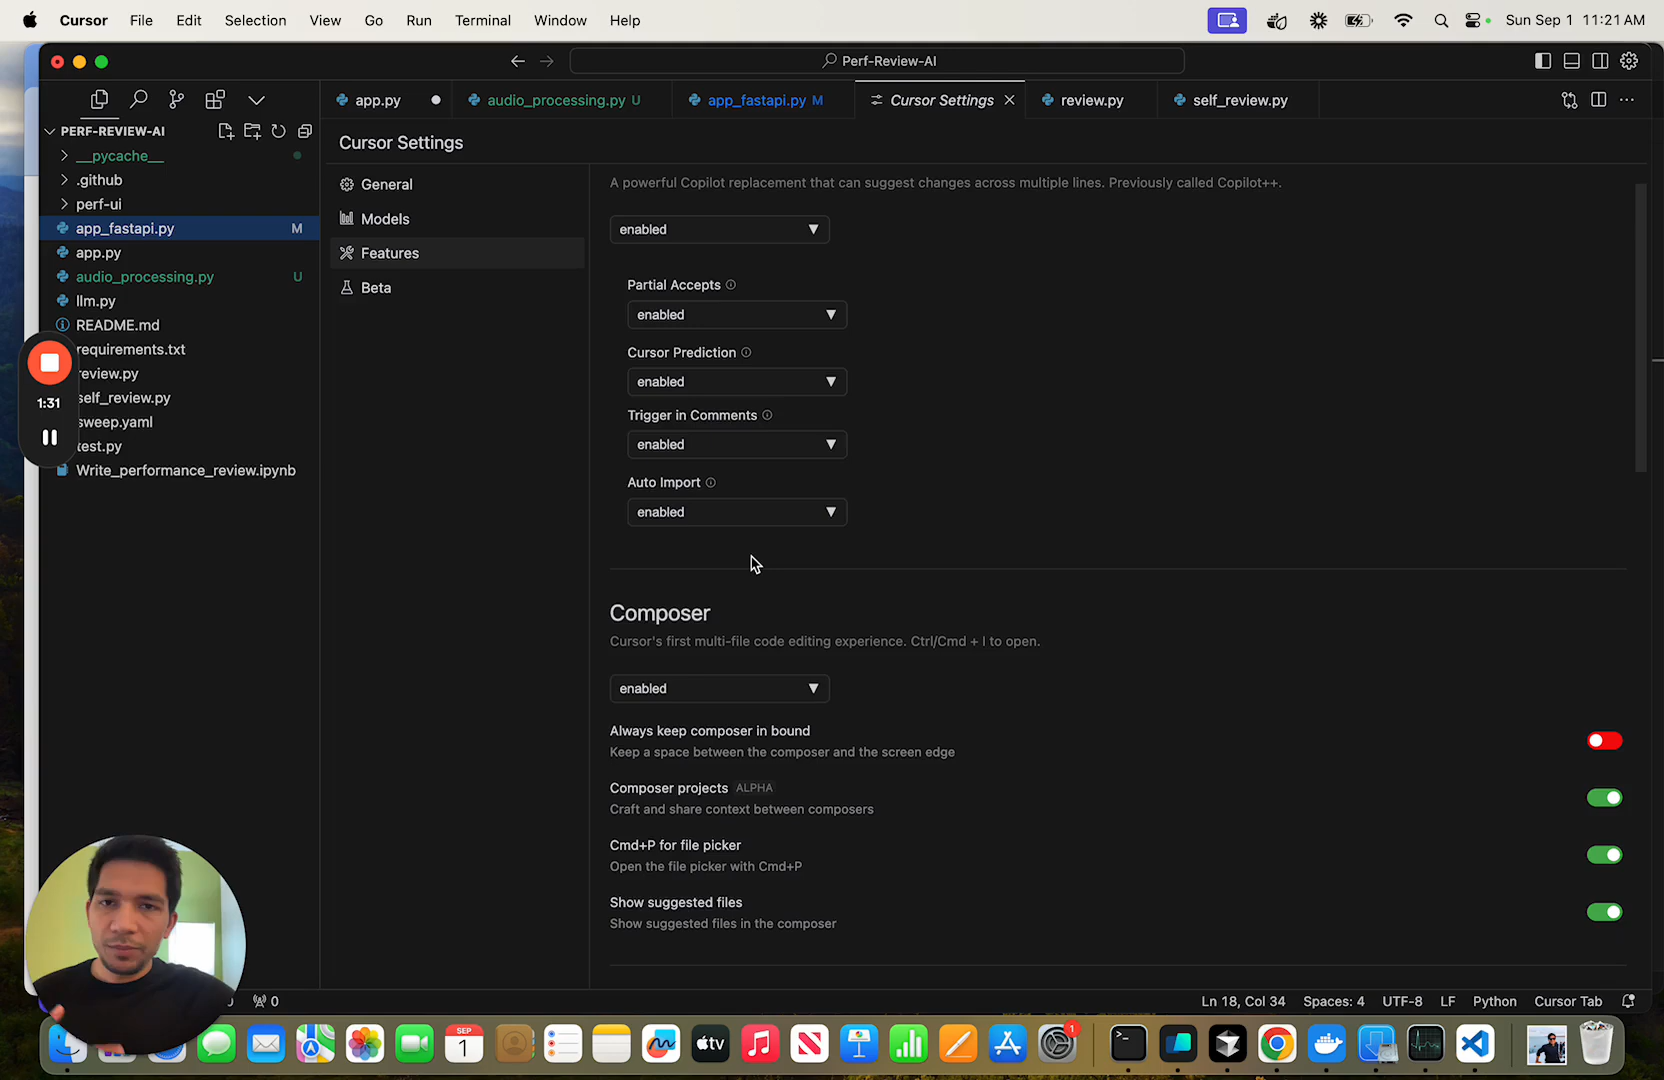 Cursor File Edit Selection View Go Run Terminal Window Help Sun Sep 1 11:21 AM
Perf-Review-AI
app.py audio_processing.py U app_fastapi.py M Cursor Settings review.py self_review.py
PERF-REVIEW-AI
__pycache__
.github
perf-ui
app_fastapi.py M
app.py
audio_processing.py U
llm.py
README.md
requirements.txt
review.py
self_review.py
sweep.yaml
test.py
Write_performance_review.ipynb
1:31
Cursor Settings
General
Models
Features
Beta
A powerful Copilot replacement that can suggest changes across multiple lines. Previously called Copilot++.
enabled
Partial Accepts
enabled
Cursor Prediction
enabled
Trigger in Comments
enabled
Auto Import
enabled
Composer
Cursor's first multi-file code editing experience. Ctrl/Cmd + I to open.
enabled
Always keep composer in bound
Keep a space between the composer and the screen edge
Composer projects ALPHA
Craft and share context between composers
Cmd+P for file picker
Open the file picker with Cmd+P
Show suggested files
Show suggested files in the composer
0 Ln 18, Col 34 Spaces: 4 UTF-8 LF Python Cursor Tab
SEP
1
tv
1